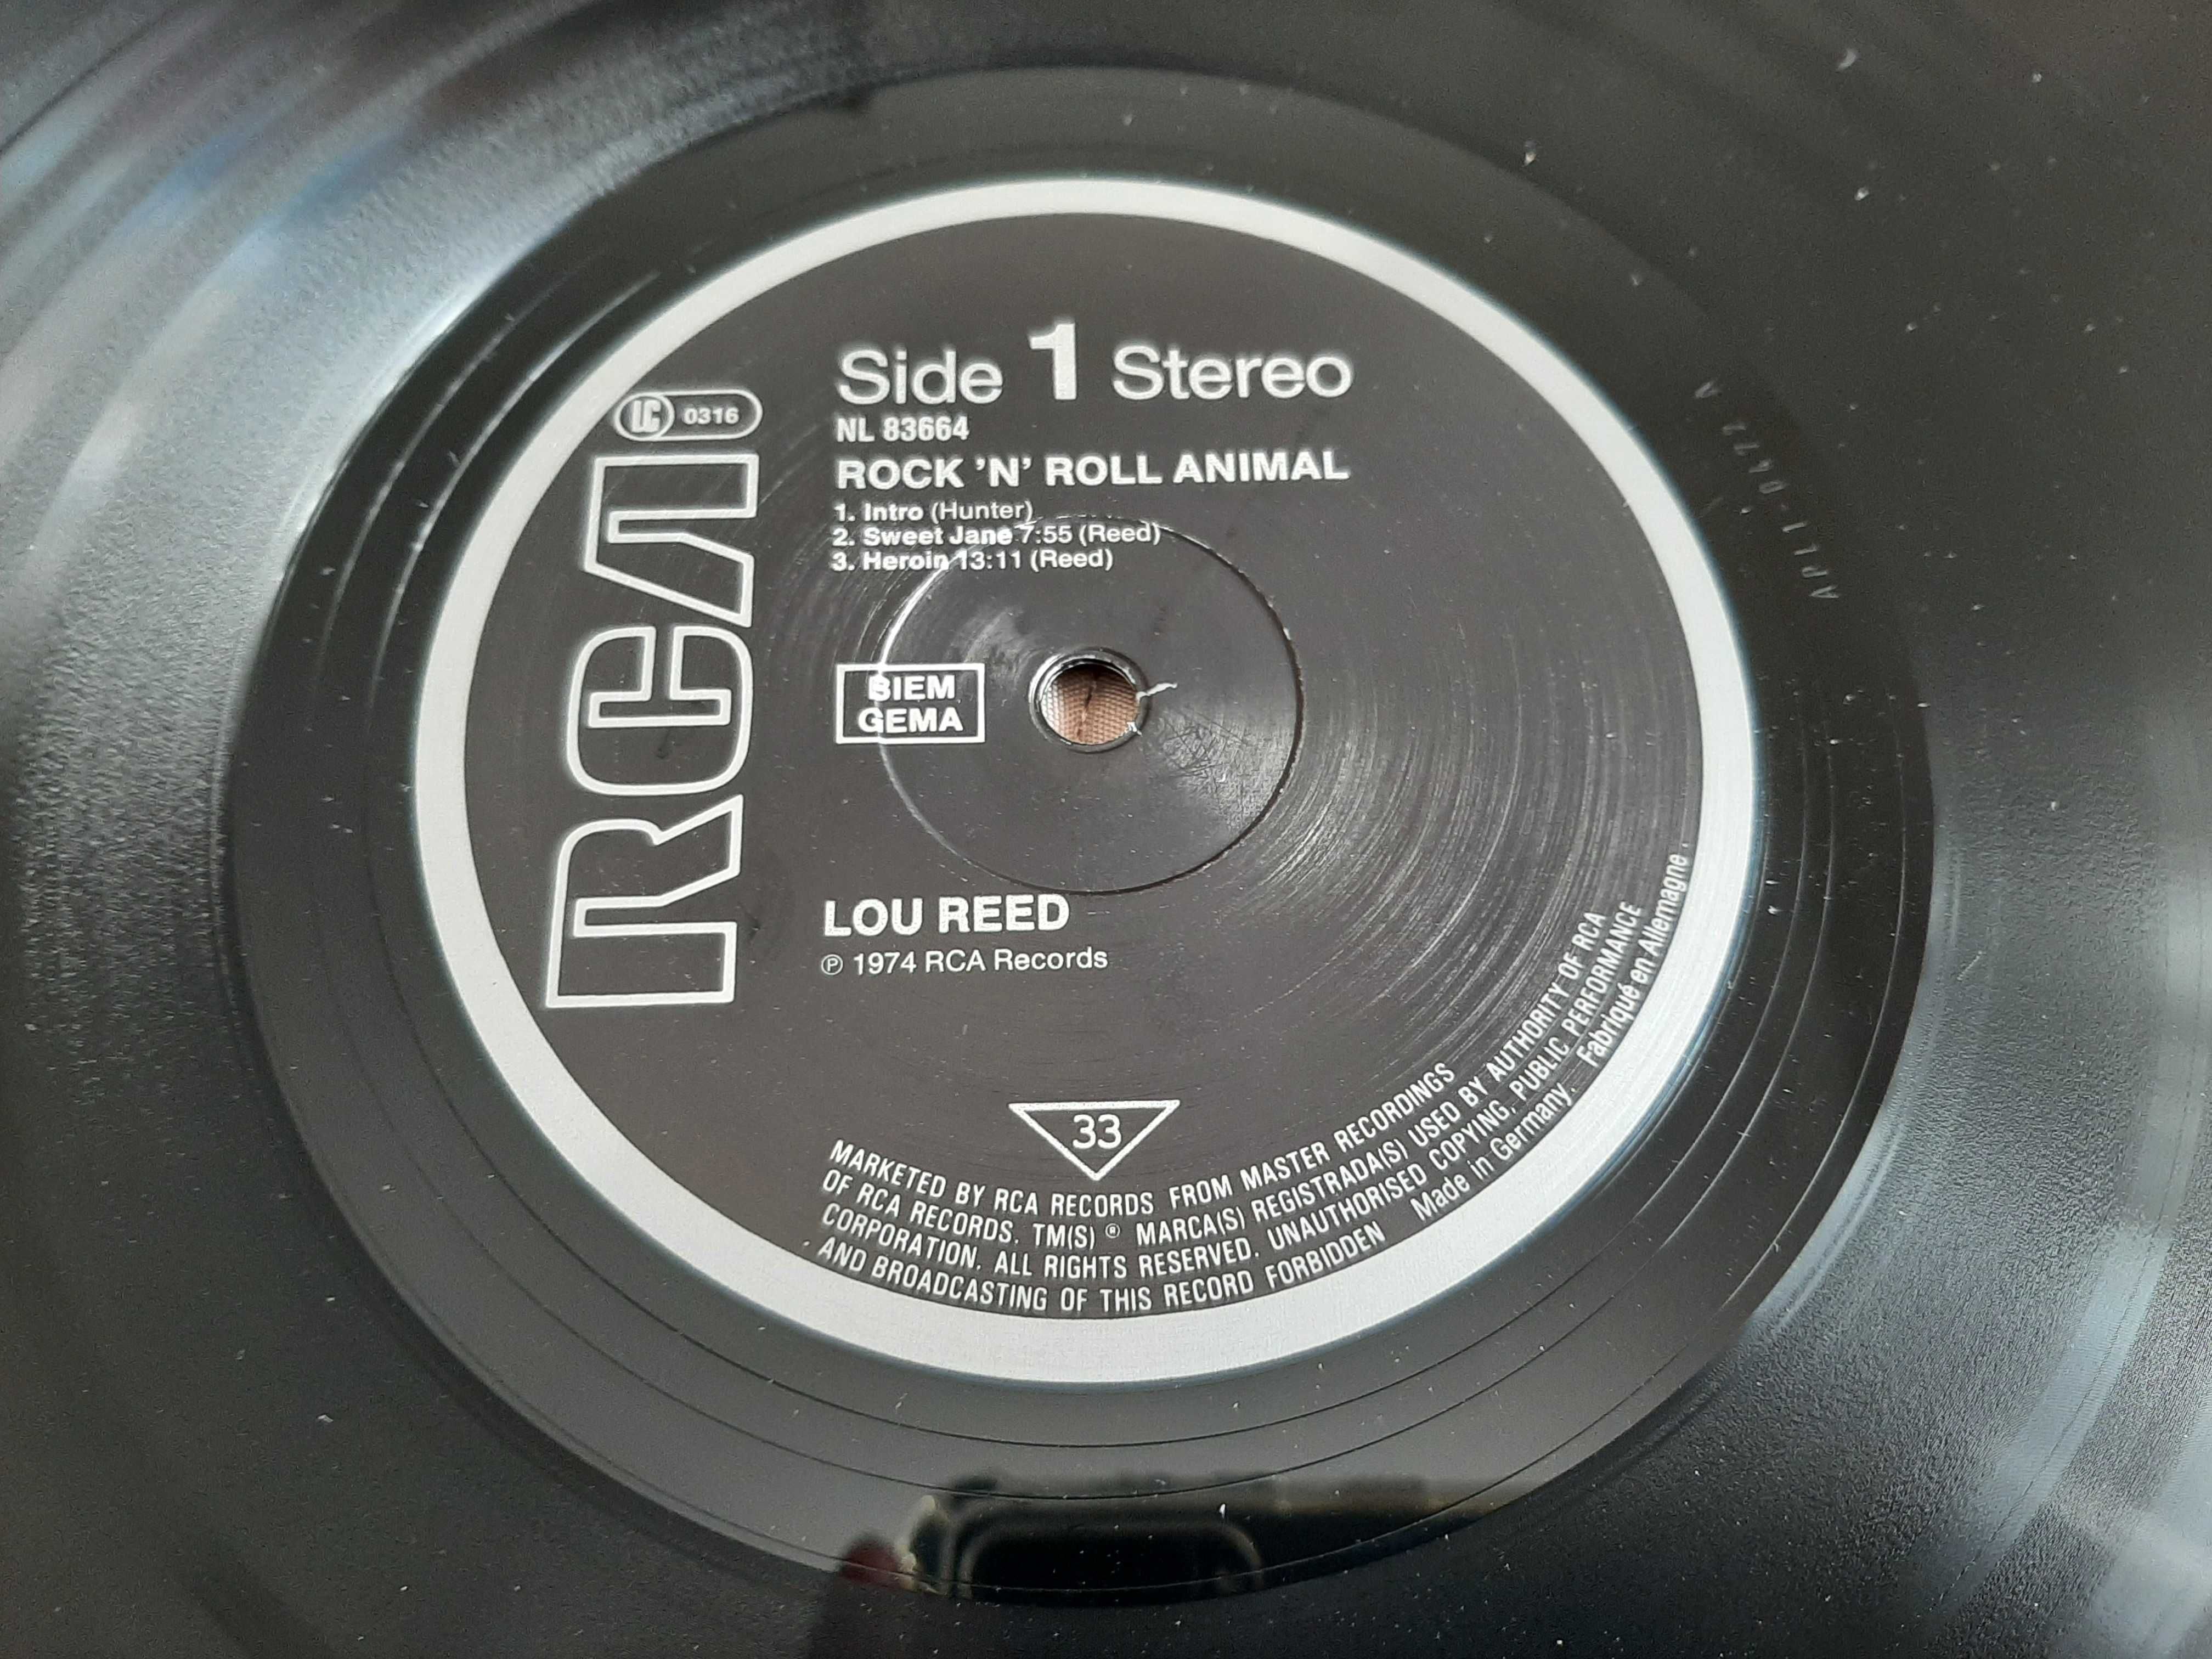 Side 1 Stereo
LC 0316
NL 83664
ROCK 'N' ROLL ANIMAL
1. Intro (Hunter)
2. Sweet Jane 7:55 (Reed)
3. Heroin 13:11 (Reed)
RCA
BIEM
GEMA
LOU REED
℗ 1974 RCA Records
33
MARKETED BY RCA RECORDS FROM MASTER RECORDINGS
OF RCA RECORDS. TM(S) ® MARCA(S) REGISTRADA(S) USED BY AUTHORITY OF RCA
CORPORATION. ALL RIGHTS RESERVED. UNAUTHORISED COPYING, PUBLIC PERFORMANCE
AND BROADCASTING OF THIS RECORD FORBIDDEN Made in Germany. Fabriqué en Allemagne.